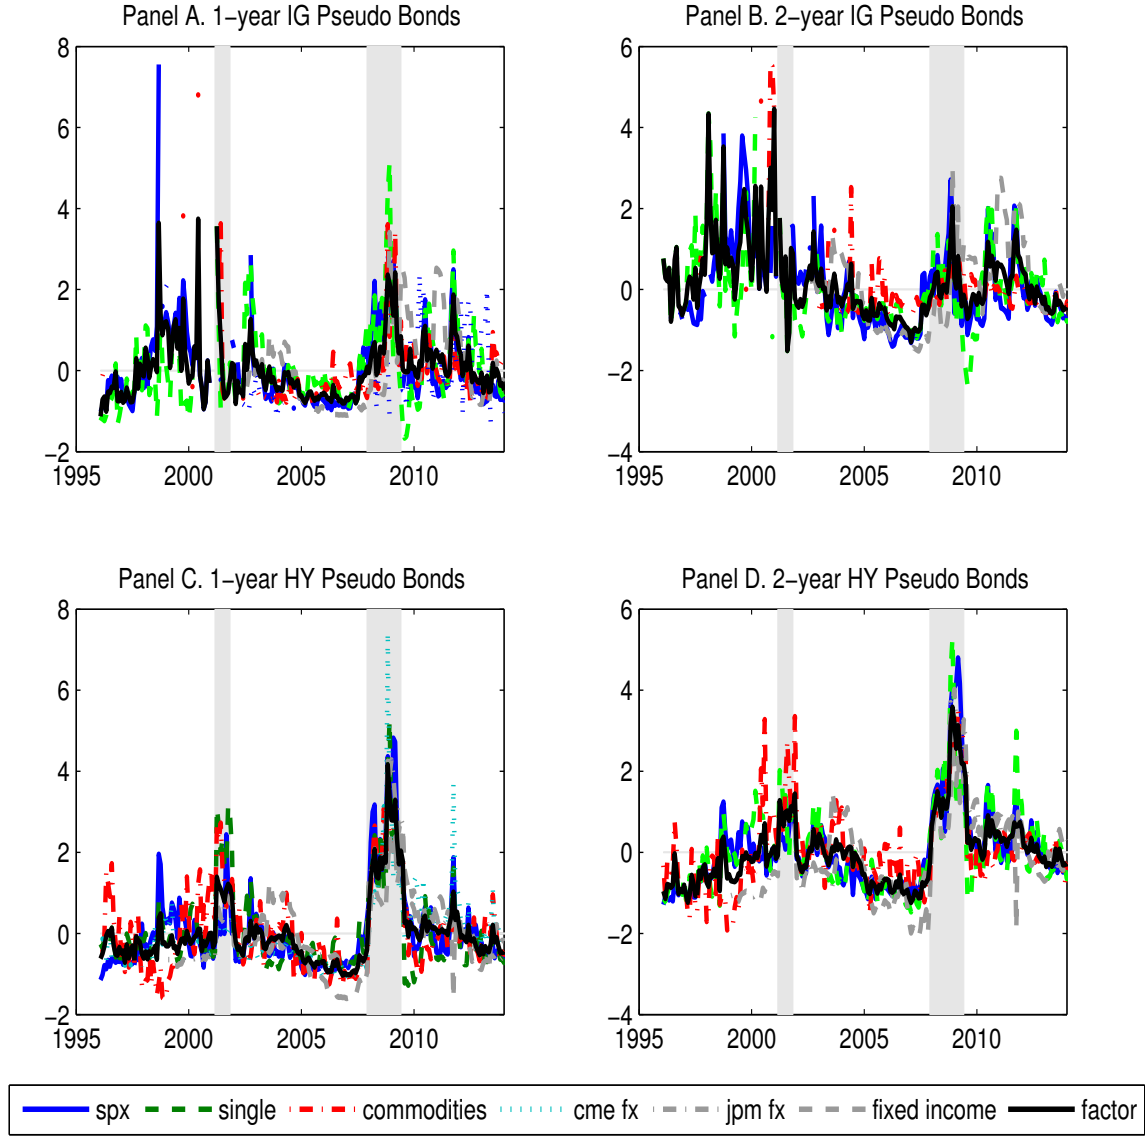 Panel A. 1−year IG Pseudo Bonds
8
6
4
2
0
−2
1995 2000 2005 2010
Panel B. 2−year IG Pseudo Bonds
6
4
2
0
−2
−4
1995 2000 2005 2010
Panel C. 1−year HY Pseudo Bonds
8
6
4
2
0
−2
1995 2000 2005 2010
Panel D. 2−year HY Pseudo Bonds
6
4
2
0
−2
−4
1995 2000 2005 2010
spx single commodities cme fx jpm fx fixed income factor